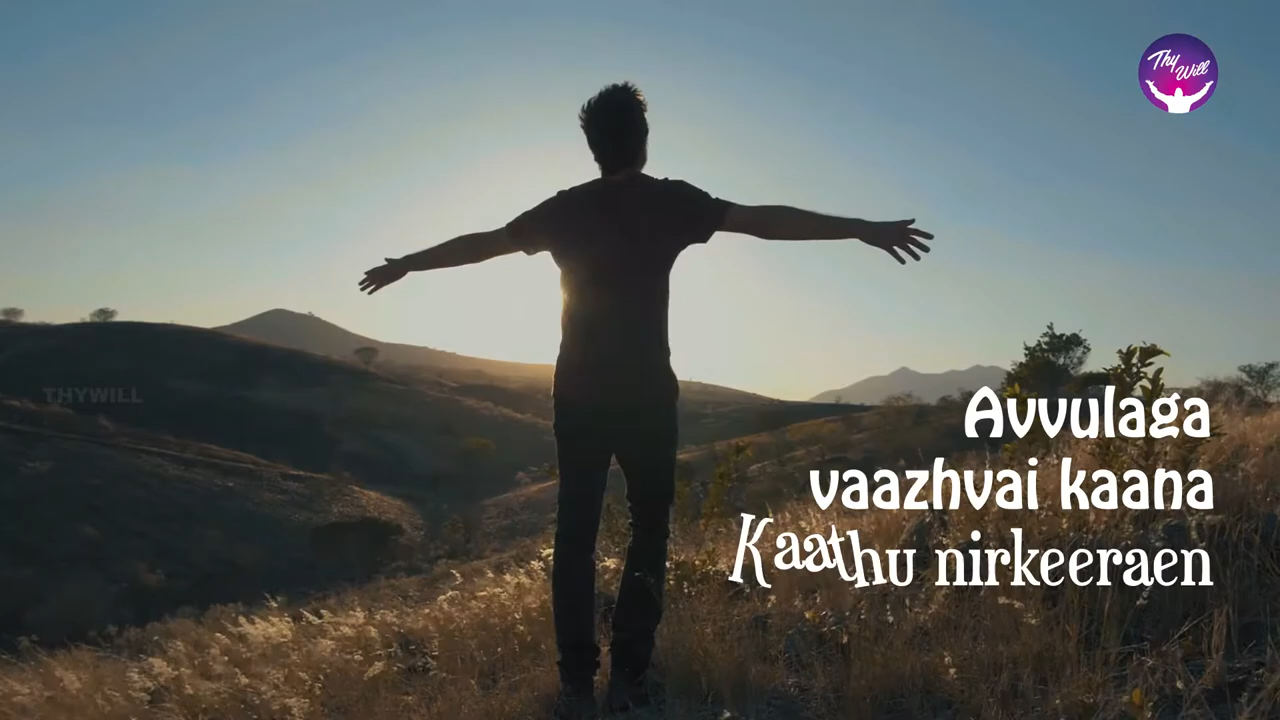 Thy
Will
THYWILL
Avvulaga
vaazhvai kaana
Kaathu nirkeeraen